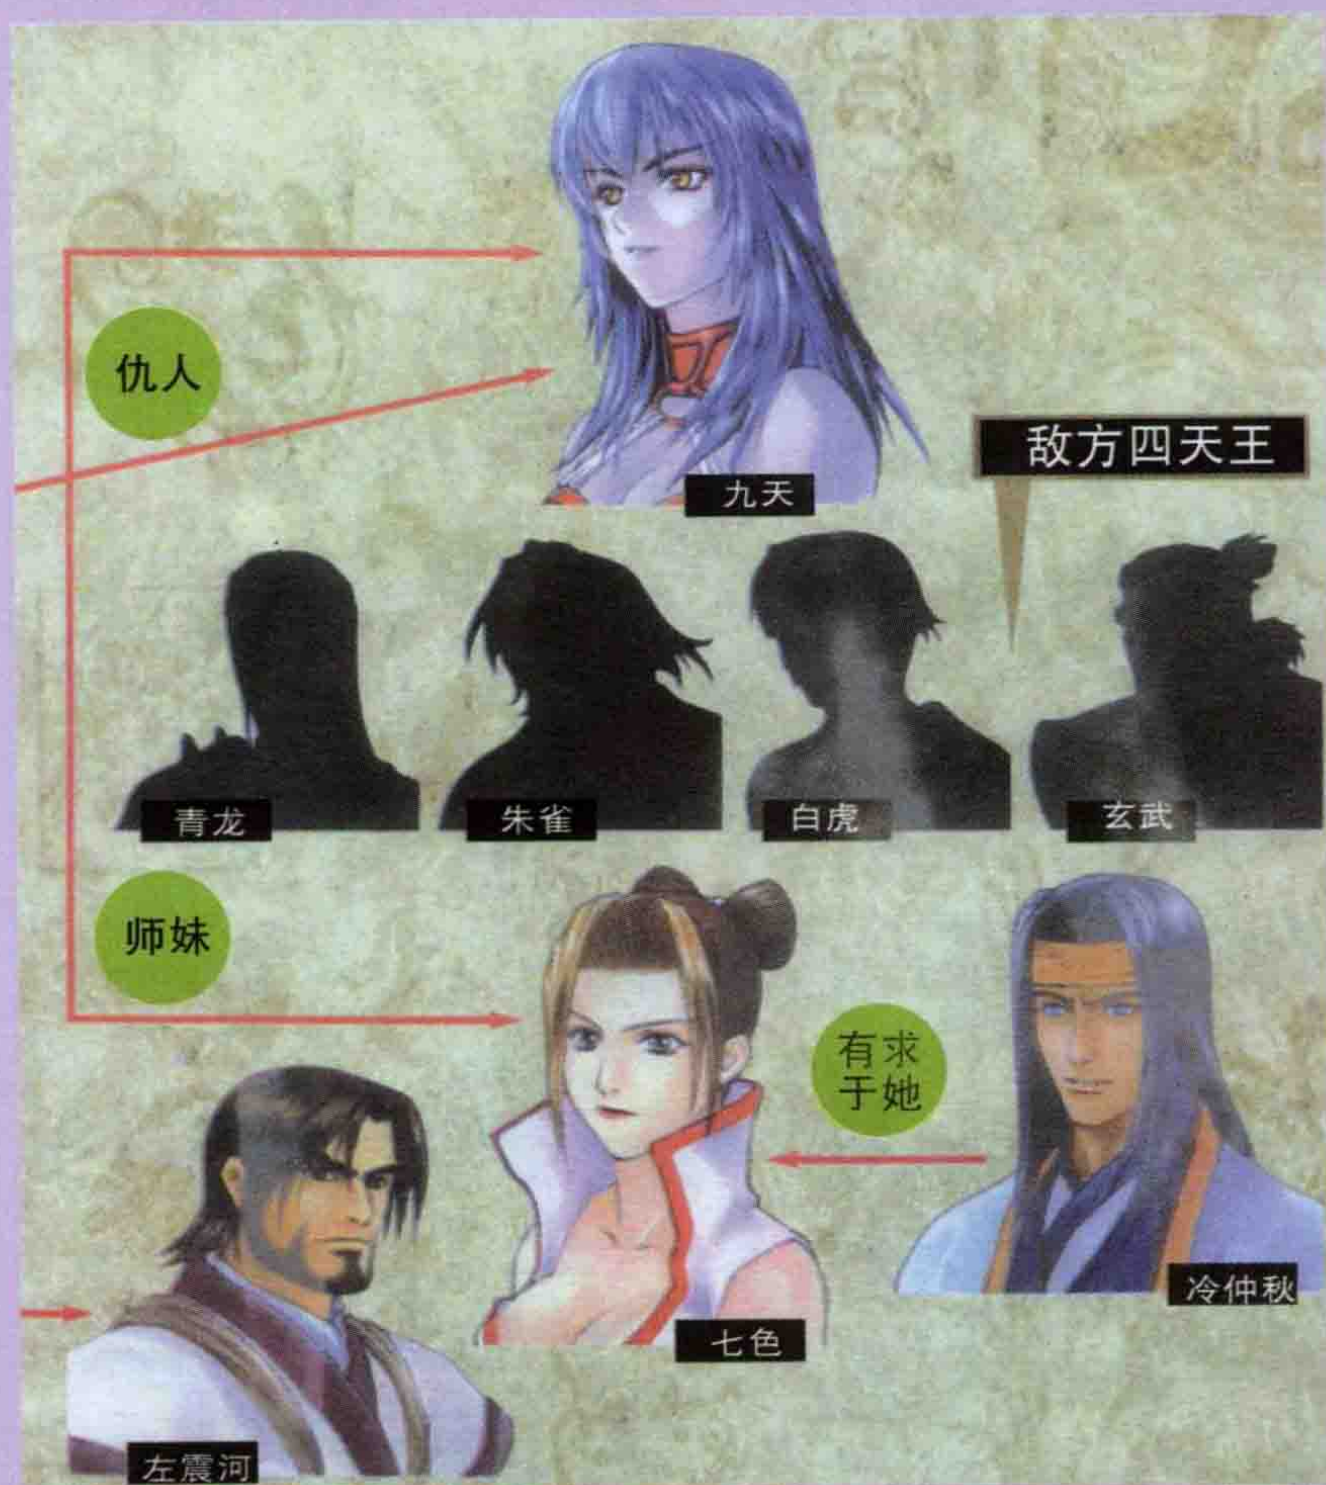 仇人
敌方四天王
九天
青龙
朱雀
白虎
玄武
师妹
有求
于她
冷仲秋
七色
左震河